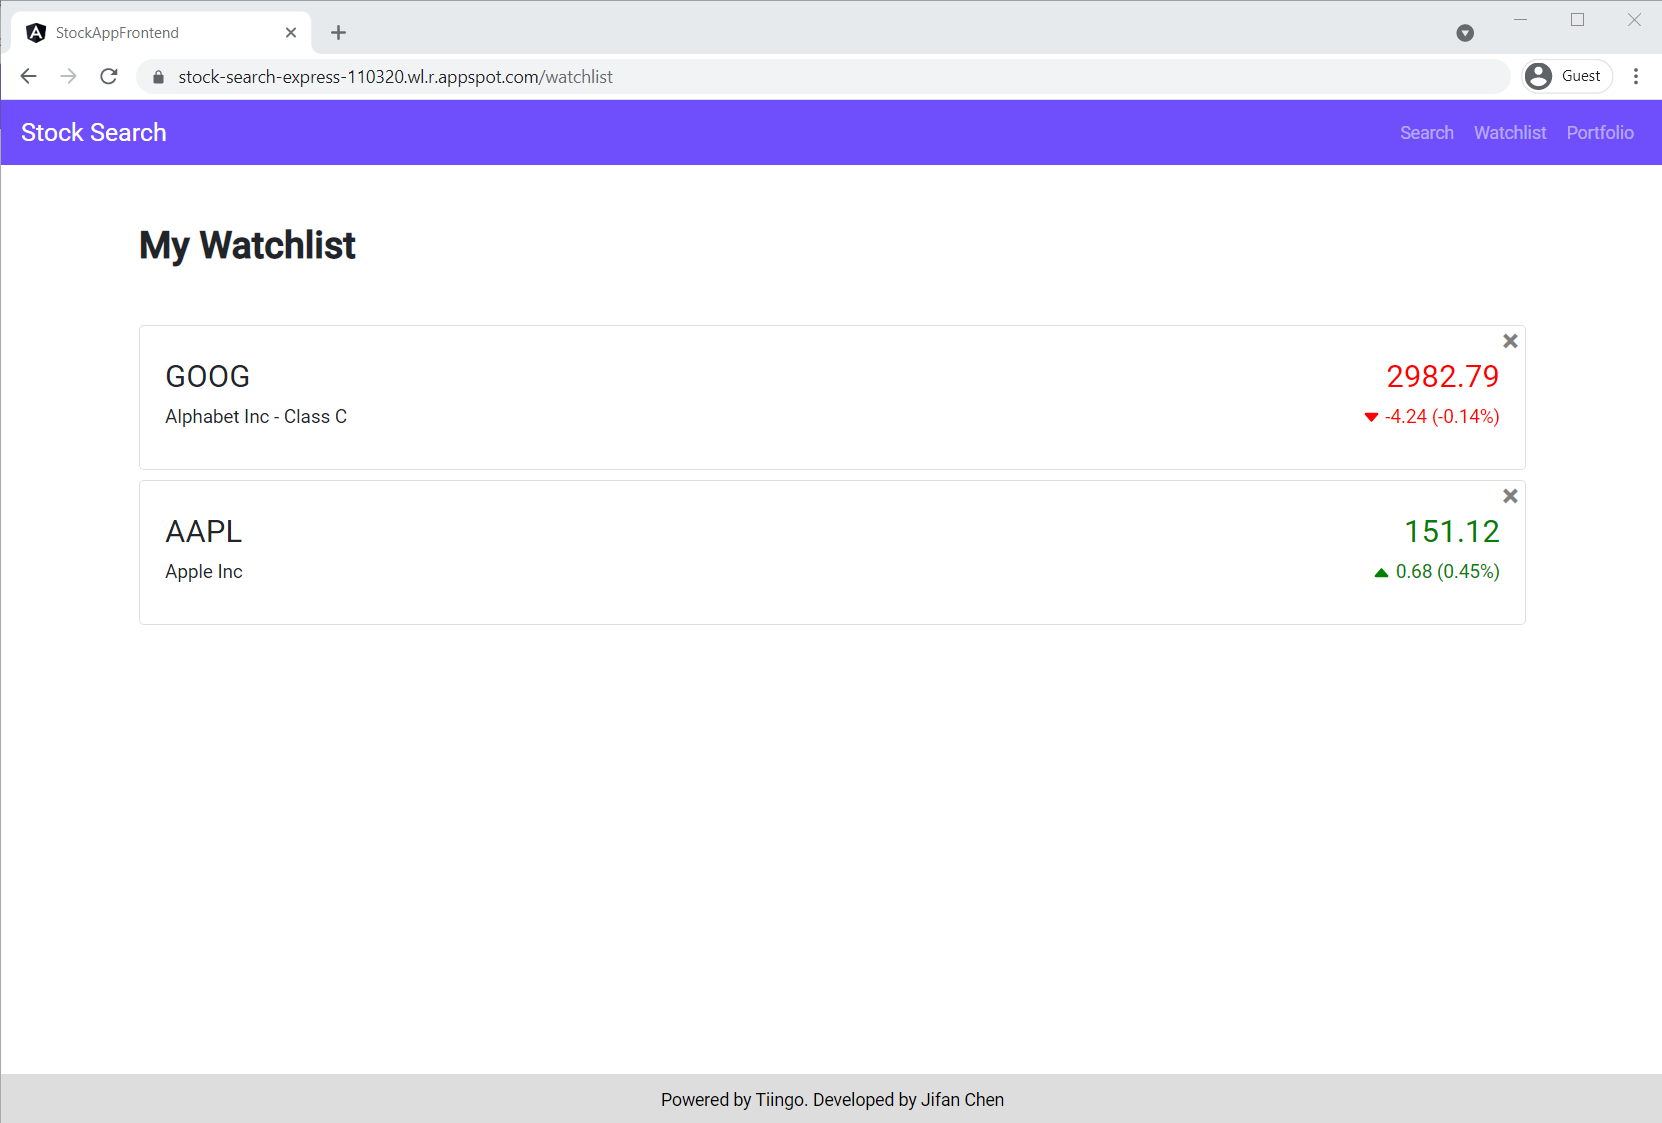 StockAppFrontend
stock-search-express-110320.wl.r.appspot.com/watchlist
Guest
Stock Search
Search Watchlist Portfolio
My Watchlist
GOOG
2982.79
Alphabet Inc - Class C
-4.24 (-0.14%)
AAPL
151.12
Apple Inc
0.68 (0.45%)
Powered by Tiingo. Developed by Jifan Chen